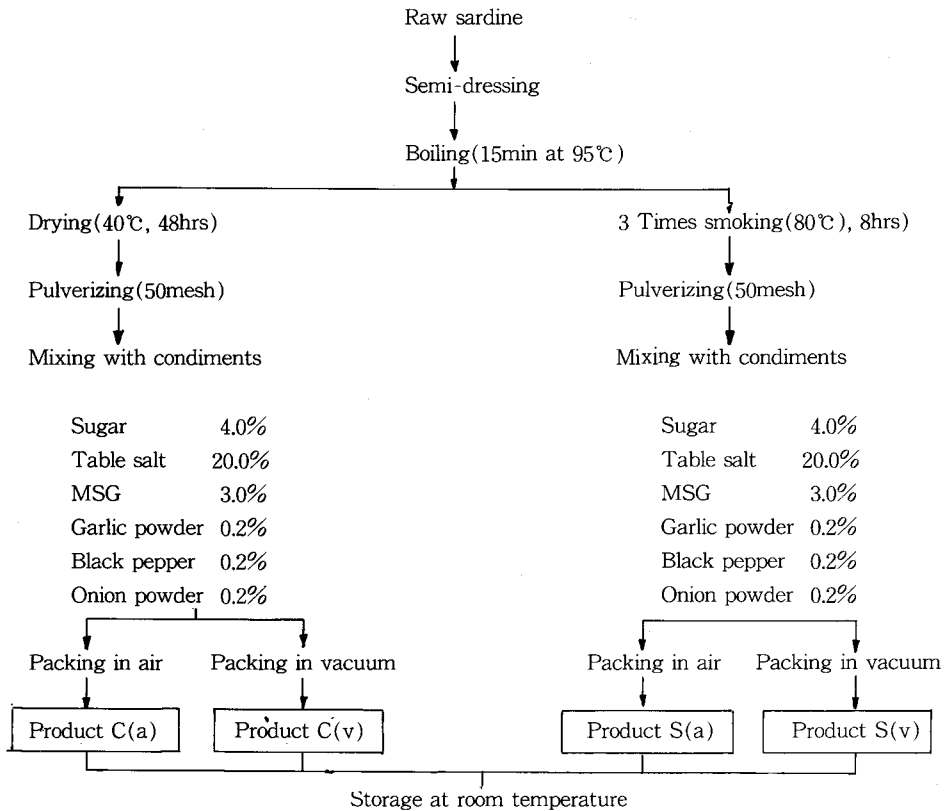 Raw sardine
Semi-dressing
Boiling(15min at 95℃)
Drying(40℃, 48hrs)
Pulverizing(50mesh)
Mixing with condiments
Sugar 4.0%
Table salt 20.0%
MSG 3.0%
Garlic powder 0.2%
Black pepper 0.2%
Onion powder 0.2%
Packing in air Packing in vacuum
Product C(a) Product C(v)
3 Times smoking(80℃), 8hrs)
Pulverizing(50mesh)
Mixing with condiments
Sugar 4.0%
Table salt 20.0%
MSG 3.0%
Garlic powder 0.2%
Black pepper 0.2%
Onion powder 0.2%
Packing in air Packing in vacuum
Product S(a) Product S(v)
Storage at room temperature